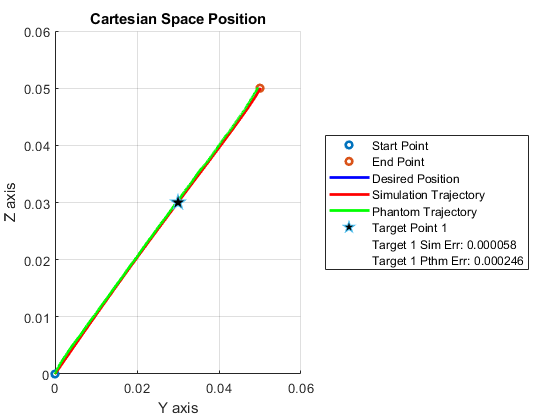 Cartesian Space Position
0.06
0.05
0.04
0.03
0.02
0.01
0
Z axis
0
0.02
0.04
0.06
Y axis
Start Point
End Point
Desired Position
Simulation Trajectory
Phantom Trajectory
Target Point 1
Target 1 Sim Err: 0.000058
Target 1 Pthm Err: 0.000246